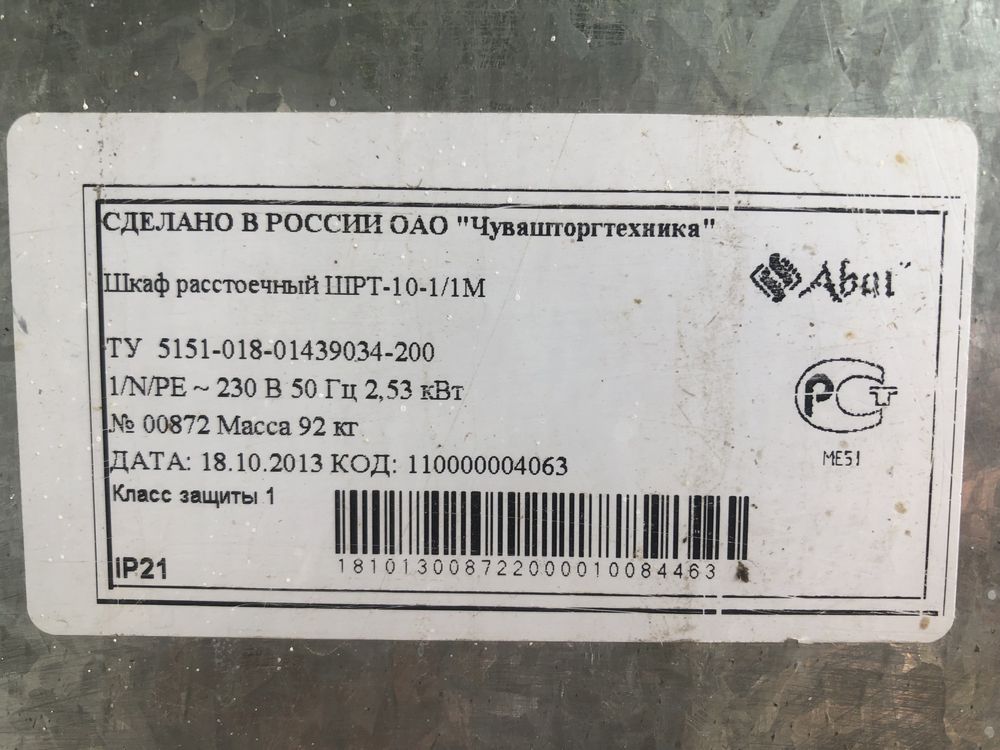 СДЕЛАНО В РОССИИ ОАО "Чувашторгтехника"
Шкаф расстоечный ШРТ-10-1/1М
Abat
ТУ 5151-018-01439034-200
1/N/PE ~ 230 В 50 Гц 2,53 кВт
№ 00872 Масса 92 кг
РСТ
МЕ51
ДАТА: 18.10.2013 КОД: 110000004063
Класс защиты 1
181013008722000010084463
IP21